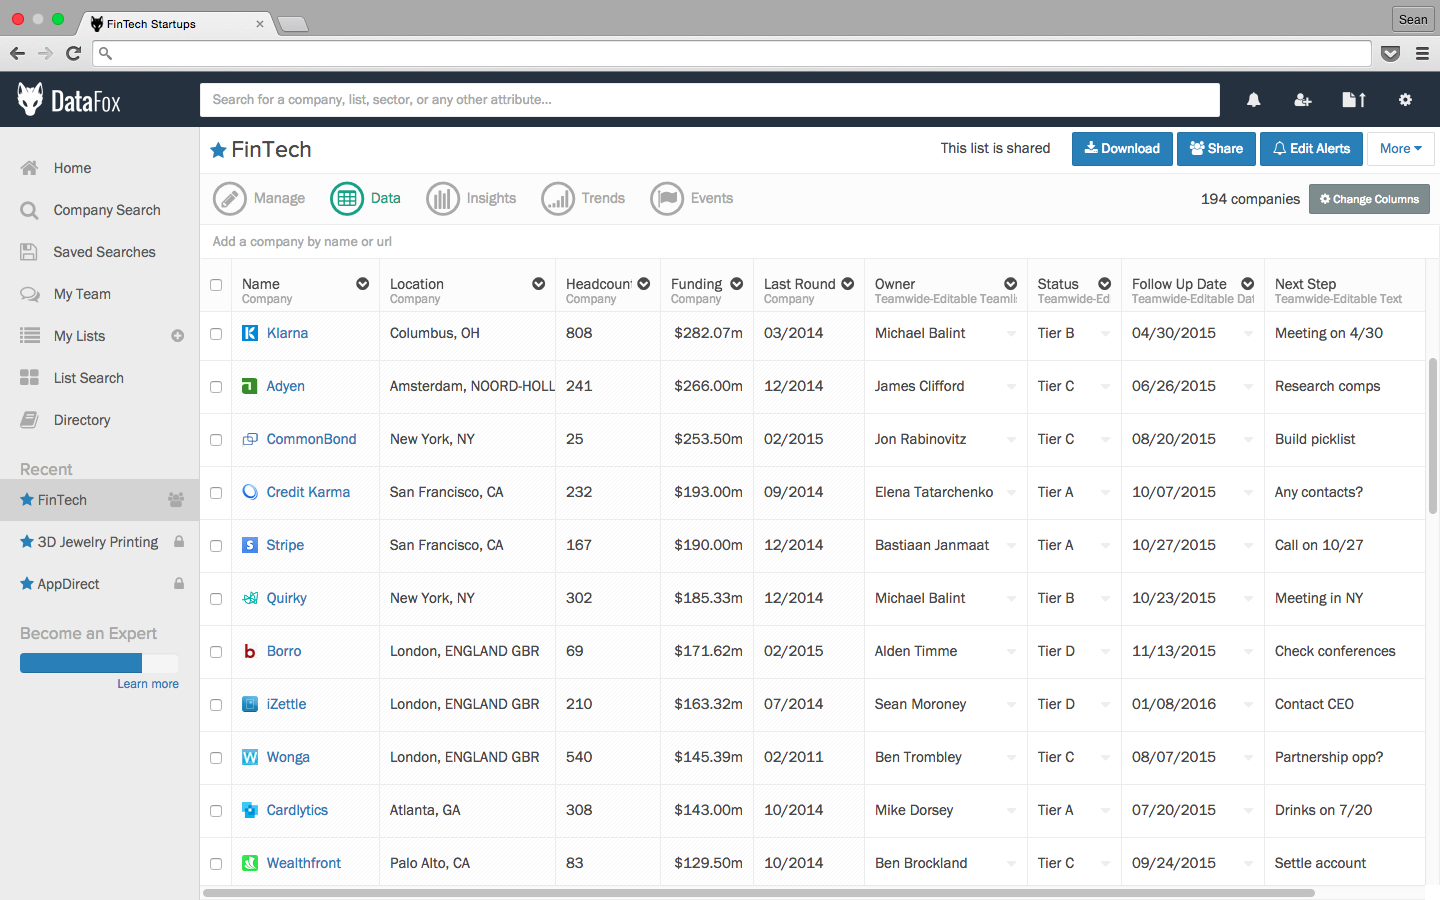 FinTech Startups
Sean
DataFox
Search for a company, list, sector, or any other attribute...
Home
Company Search
Saved Searches
My Team
My Lists
List Search
Directory
Recent
FinTech
3D Jewelry Printing
AppDirect
Become an Expert
Learn more
FinTech
This list is shared
Download
Share
Edit Alerts
More
Manage
Data
Insights
Trends
Events
194 companies
Change Columns
Add a company by name or url
Name Location Headcoun Funding Last Round Owner Status Follow Up Date Next Step
Company Company Company Company Company Teamwide-Editable Teamli Teamwide-Ed Teamwide-Editable Dat Teamwide-Editable Text
Klarna Columbus, OH 808 $282.07m 03/2014 Michael Balint Tier B 04/30/2015 Meeting on 4/30
Adyen Amsterdam, NOORD-HOLL 241 $266.00m 12/2014 James Clifford Tier C 06/26/2015 Research comps
CommonBond New York, NY 25 $253.50m 02/2015 Jon Rabinovitz Tier C 08/20/2015 Build picklist
Credit Karma San Francisco, CA 232 $193.00m 09/2014 Elena Tatarchenko Tier A 10/07/2015 Any contacts?
Stripe San Francisco, CA 167 $190.00m 12/2014 Bastiaan Janmaat Tier A 10/27/2015 Call on 10/27
Quirky New York, NY 302 $185.33m 12/2014 Michael Balint Tier B 10/23/2015 Meeting in NY
Borro London, ENGLAND GBR 69 $171.62m 02/2015 Alden Timme Tier D 11/13/2015 Check conferences
iZettle London, ENGLAND GBR 210 $163.32m 07/2014 Sean Moroney Tier D 01/08/2016 Contact CEO
Wonga London, ENGLAND GBR 540 $145.39m 02/2011 Ben Trombley Tier C 08/07/2015 Partnership opp?
Cardlytics Atlanta, GA 308 $143.00m 10/2014 Mike Dorsey Tier A 07/20/2015 Drinks on 7/20
Wealthfront Palo Alto, CA 83 $129.50m 10/2014 Ben Brockland Tier C 09/24/2015 Settle account